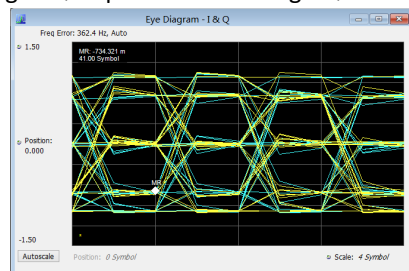 Eye Diagram - I & Q
Freq Error: 362.4 Hz, Auto
1.50
MR: -734.321 m
41.00 Symbol
Position:
0.000
MR
-1.50
Autoscale
Position: 0 Symbol
Scale: 4 Symbol